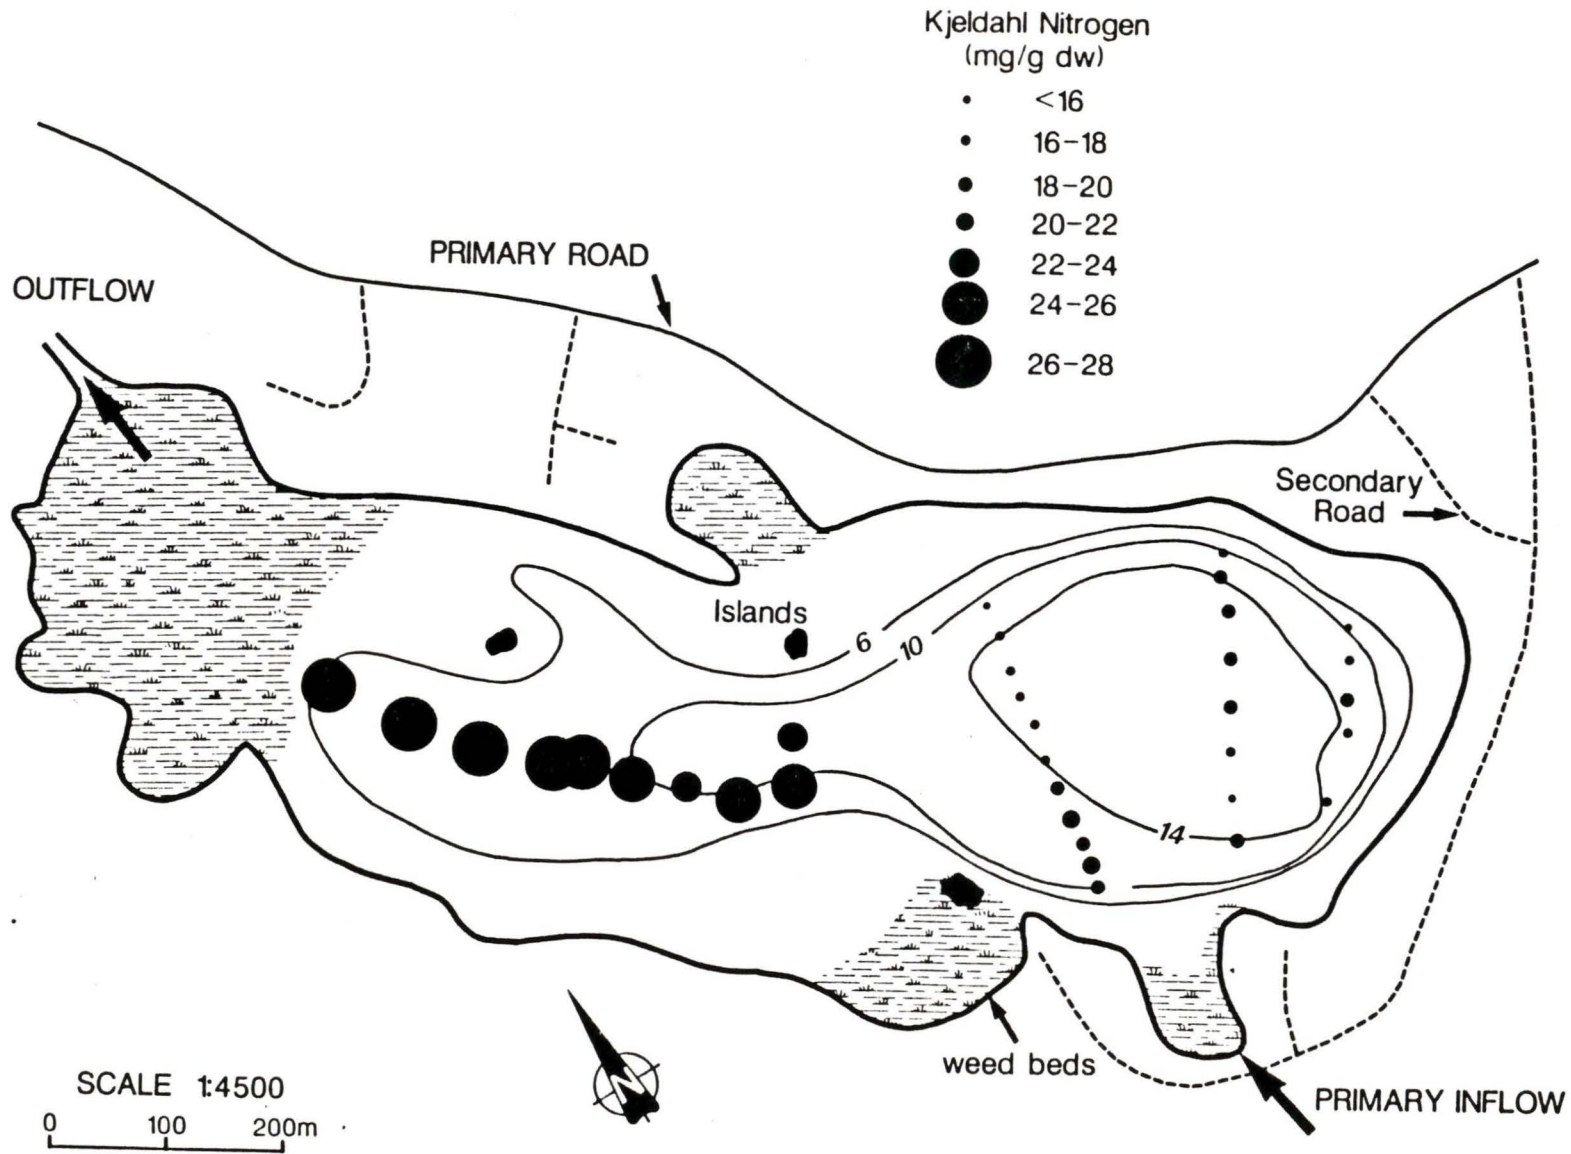 Kjeldahl Nitrogen
(mg/g dw)
<16
16-18
18-20
20-22
22-24
24-26
26-28
PRIMARY ROAD
OUTFLOW
Secondary
Road
Islands
6
10
14
weed beds
N
PRIMARY INFLOW
SCALE 1:4500
0 100 200m